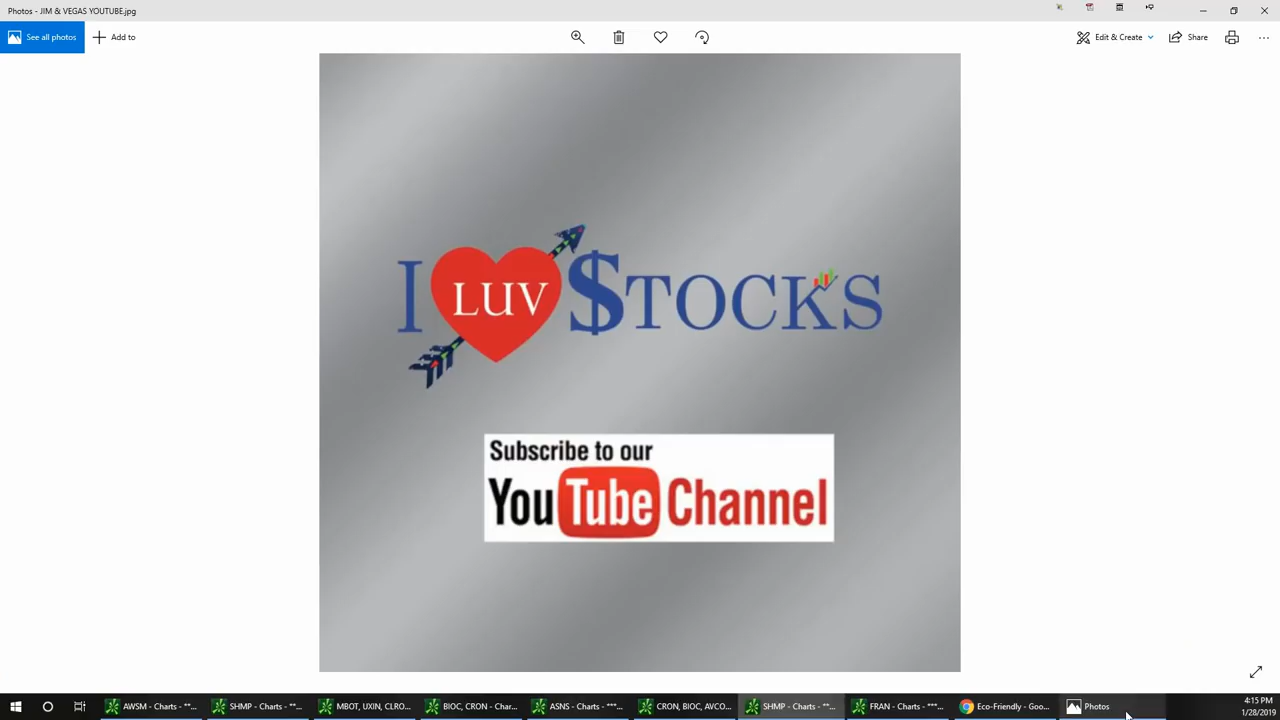 Photos - JIM & VEGAS YOUTUBE.jpg
See all photos
Add to
Edit & Create
Share
I LUV $TOCKS
Subscribe to our
YouTube Channel
AWSM - Charts - **...
SHMP - Charts - **...
MBOT, UXIN, CLRO...
BIOC, CRON - Char...
ASNS - Charts - ***...
CRON, BIOC, AVCO...
SHMP - Charts - **...
FRAN - Charts - ***...
Eco-Friendly - Goo...
Photos
4:15 PM
1/28/2019